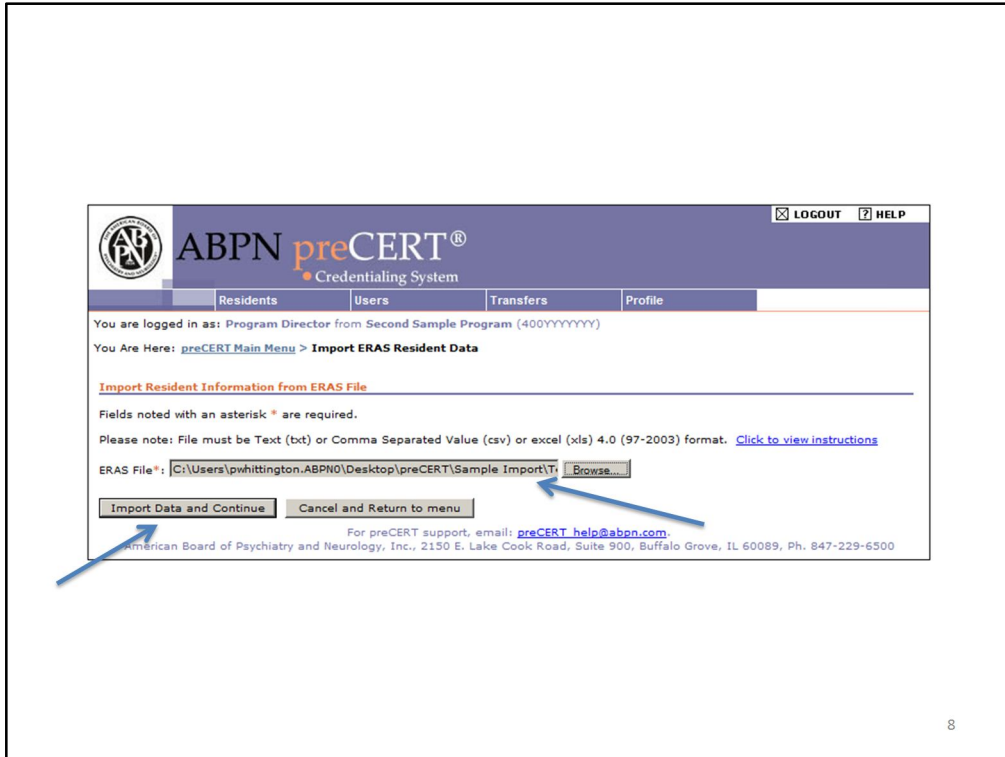 LOGOUT ? HELP
ABPN
ABPN preCERT®
Credentialing System
Residents Users Transfers Profile
You are logged in as: Program Director from Second Sample Program (400YYYYYYY)
You Are Here: preCERT Main Menu > Import ERAS Resident Data
Import Resident Information from ERAS File
Fields noted with an asterisk * are required.
Please note: File must be Text (txt) or Comma Separated Value (csv) or excel (xls) 4.0 (97-2003) format. Click to view instructions
ERAS File*: C:\Users\pwhittington.ABPN0\Desktop\preCERT\Sample Import\T Browse...
Import Data and Continue Cancel and Return to menu
For preCERT support, email: preCERT_help@abpn.com.
American Board of Psychiatry and Neurology, Inc., 2150 E. Lake Cook Road, Suite 900, Buffalo Grove, IL 60089, Ph. 847-229-6500
8